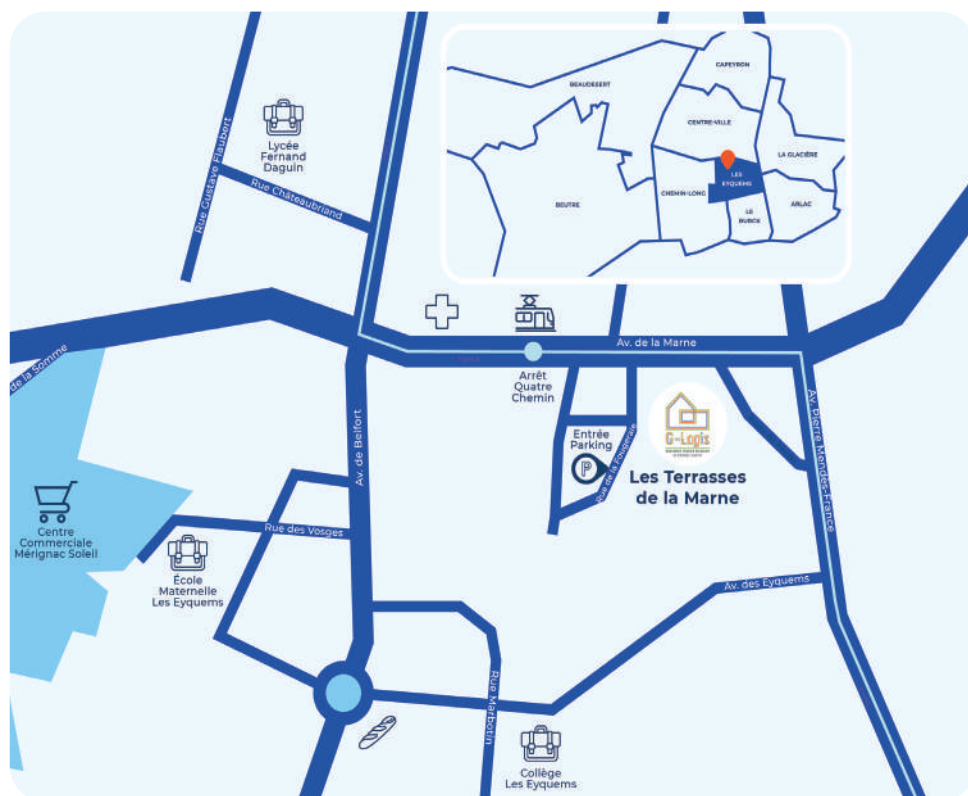 CAPEYRON
BEAUDESERT
CENTRE-VILLE
LA GLACIÈRE
LES
EYQUEMS
CHEMIN-LONG
BEUTRE
LE
BURCK
ARLAC
Rue Gustave Flaubert
Lycée
Fernand
Daguin
Rue Châteaubriand
de la Somme
Av. de la Marne
Arrêt
Quatre
Chemin
Entrée
Parking
P
Rue de la Fougeraie
G-Logis
Les Terrasses
de la Marne
Av. Pierre Mendès-France
Av. de Belfort
Centre
Commerciale
Mérignac Soleil
Rue des Vosges
École
Maternelle
Les Eyquems
Av. des Eyquems
Rue Marbotin
Collège
Les Eyquems